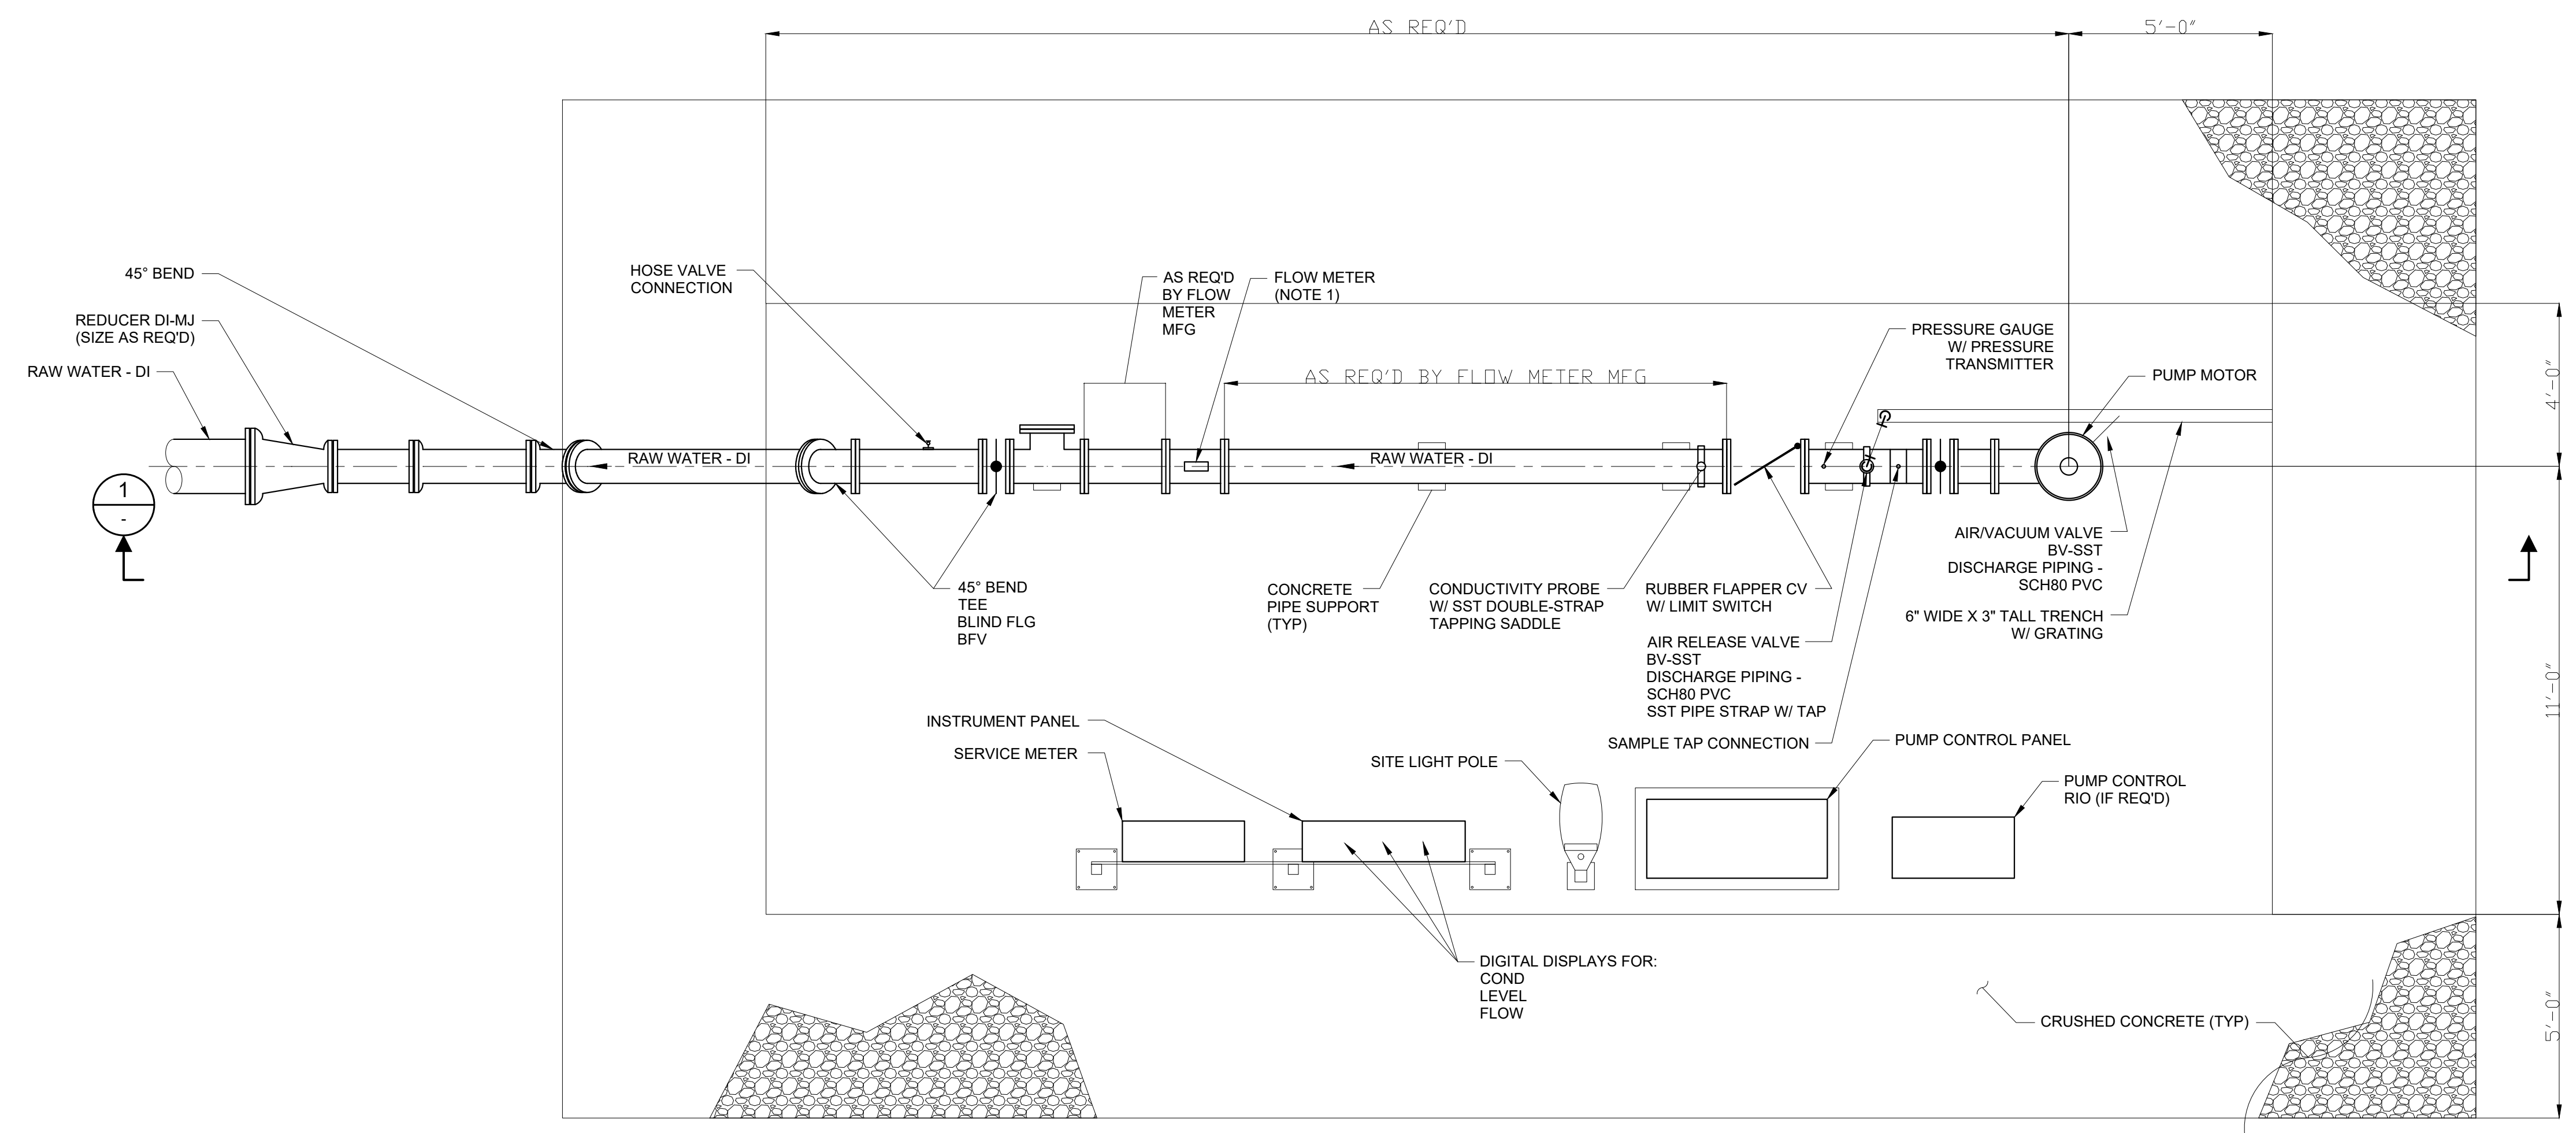 AS REQ'D
5'-0"
45° BEND
REDUCER DI-MJ
(SIZE AS REQ'D)
RAW WATER - DI
1
-
HOSE VALVE
CONNECTION
AS REQ'D
BY FLOW
METER
MFG
FLOW METER
(NOTE 1)
AS REQ'D BY FLOW METER MFG
PRESSURE GAUGE
W/ PRESSURE
TRANSMITTER
PUMP MOTOR
4'-0"
RAW WATER - DI
RAW WATER - DI
45° BEND
TEE
BLIND FLG
BFV
CONCRETE
PIPE SUPPORT
(TYP)
CONDUCTIVITY PROBE
W/ SST DOUBLE-STRAP
TAPPING SADDLE
RUBBER FLAPPER CV
W/ LIMIT SWITCH
AIR RELEASE VALVE
BV-SST
DISCHARGE PIPING -
SCH80 PVC
SST PIPE STRAP W/ TAP
SAMPLE TAP CONNECTION
AIR/VACUUM VALVE
BV-SST
DISCHARGE PIPING -
SCH80 PVC
6" WIDE X 3" TALL TRENCH
W/ GRATING
11'-0"
INSTRUMENT PANEL
SERVICE METER
SITE LIGHT POLE
PUMP CONTROL PANEL
PUMP CONTROL
RIO (IF REQ'D)
DIGITAL DISPLAYS FOR:
COND
LEVEL
FLOW
CRUSHED CONCRETE (TYP)
5'-0"